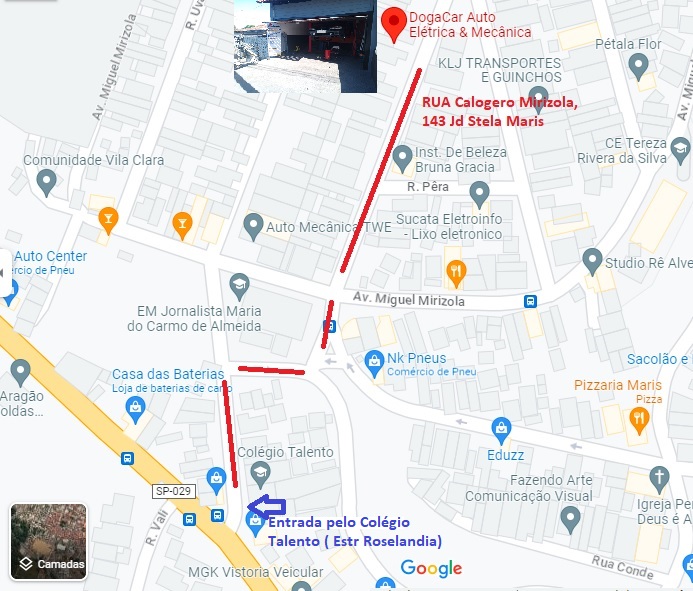 R. Uva
Av. Miguel Mirizola
DogaCar Auto
Elétrica & Mecânica
Pétala Flor
KLJ TRANSPORTES
E GUINCHOS
RUA Calogero Mirizola,
143 Jd Stela Maris
CE Tereza
Rivera da Silva
Comunidade Vila Clara
Inst. De Beleza
Bruna Gracia
R. Pêra
Auto Mecânica TWE
Sucata Eletroinfo
- Lixo eletronico
Auto Center
ércio de Pneu
Studio Rê Alve
EM Jornalista Maria
do Carmo de Almeida
Av. Miguel Mirizola
Nk Pneus
Comércio de Pneu
Sacolão e
Casa das Baterias
Loja de baterias de carro
Aragão
oldas...
Pizzaria Maris
Pizza
Eduzz
Colégio Talento
Fazendo Arte
Comunicação Visual
SP-029
Igreja Per
Deus é A
R. Vali
Entrada pelo Colégio
Talento ( Estr Roselandia)
Camadas
MGK Vistoria Veicular
Google
Rua Conde